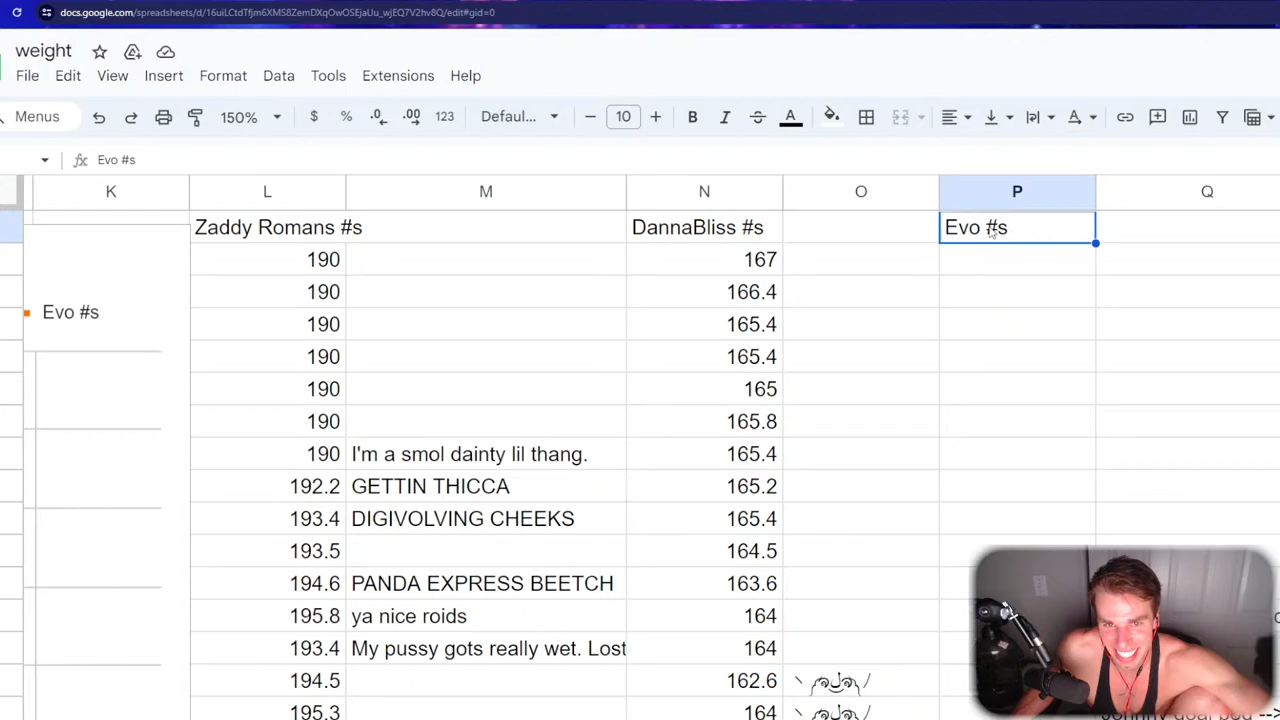 docs.google.com/spreadsheets/d/16uiLCtdTfjm6XMS8ZemDXqOwOSEjaUu_wjEQ7V2hv8Q/edit#gid=0
weight
File Edit View Insert Format Data Tools Extensions Help
Menus 150% $ % .0 .00 123 Defaul... 10 B I A
fx Evo #s
K L M N O P Q
Zaddy Romans #s DannaBliss #s Evo #s
190 167
190 166.4
Evo #s
190 165.4
190 165.4
190 165
190 165.8
190 I'm a smol dainty lil thang. 165.4
192.2 GETTIN THICCA 165.2
193.4 DIGIVOLVING CHEEKS 165.4
193.5 164.5
194.6 PANDA EXPRESS BEETCH 163.6
195.8 ya nice roids 164
193.4 My pussy gots really wet. Lost 164
194.5 162.6
195.3 164